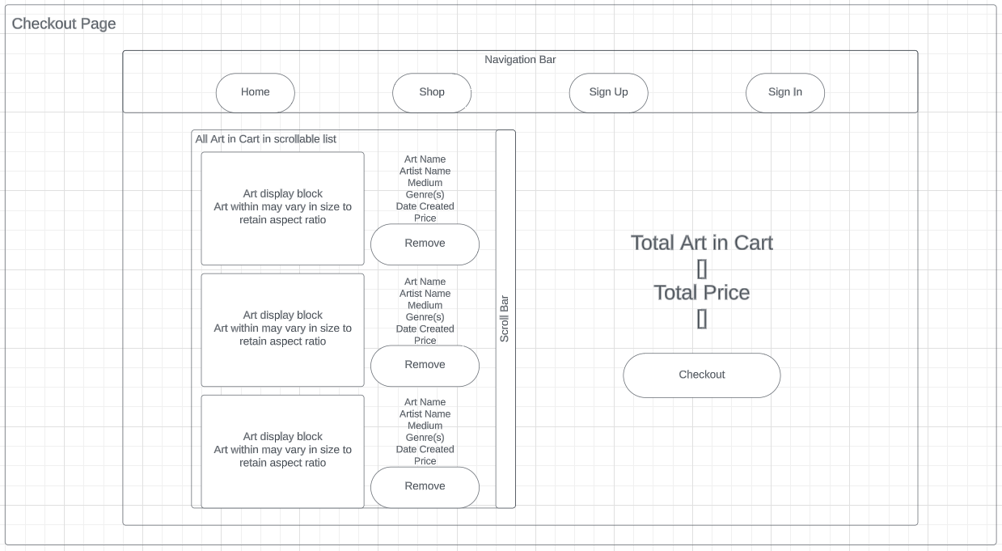 Checkout Page
Navigation Bar
Home
Shop
Sign Up
Sign In
All Art in Cart in scrollable list
Art display block
Art within may vary in size to
retain aspect ratio
Art Name
Artist Name
Medium
Genre(s)
Date Created
Price
Remove
Art display block
Art within may vary in size to
retain aspect ratio
Art Name
Artist Name
Medium
Genre(s)
Date Created
Price
Remove
Art display block
Art within may vary in size to
retain aspect ratio
Art Name
Artist Name
Medium
Genre(s)
Date Created
Price
Remove
Scroll Bar
Total Art in Cart
[]
Total Price
[]
Checkout